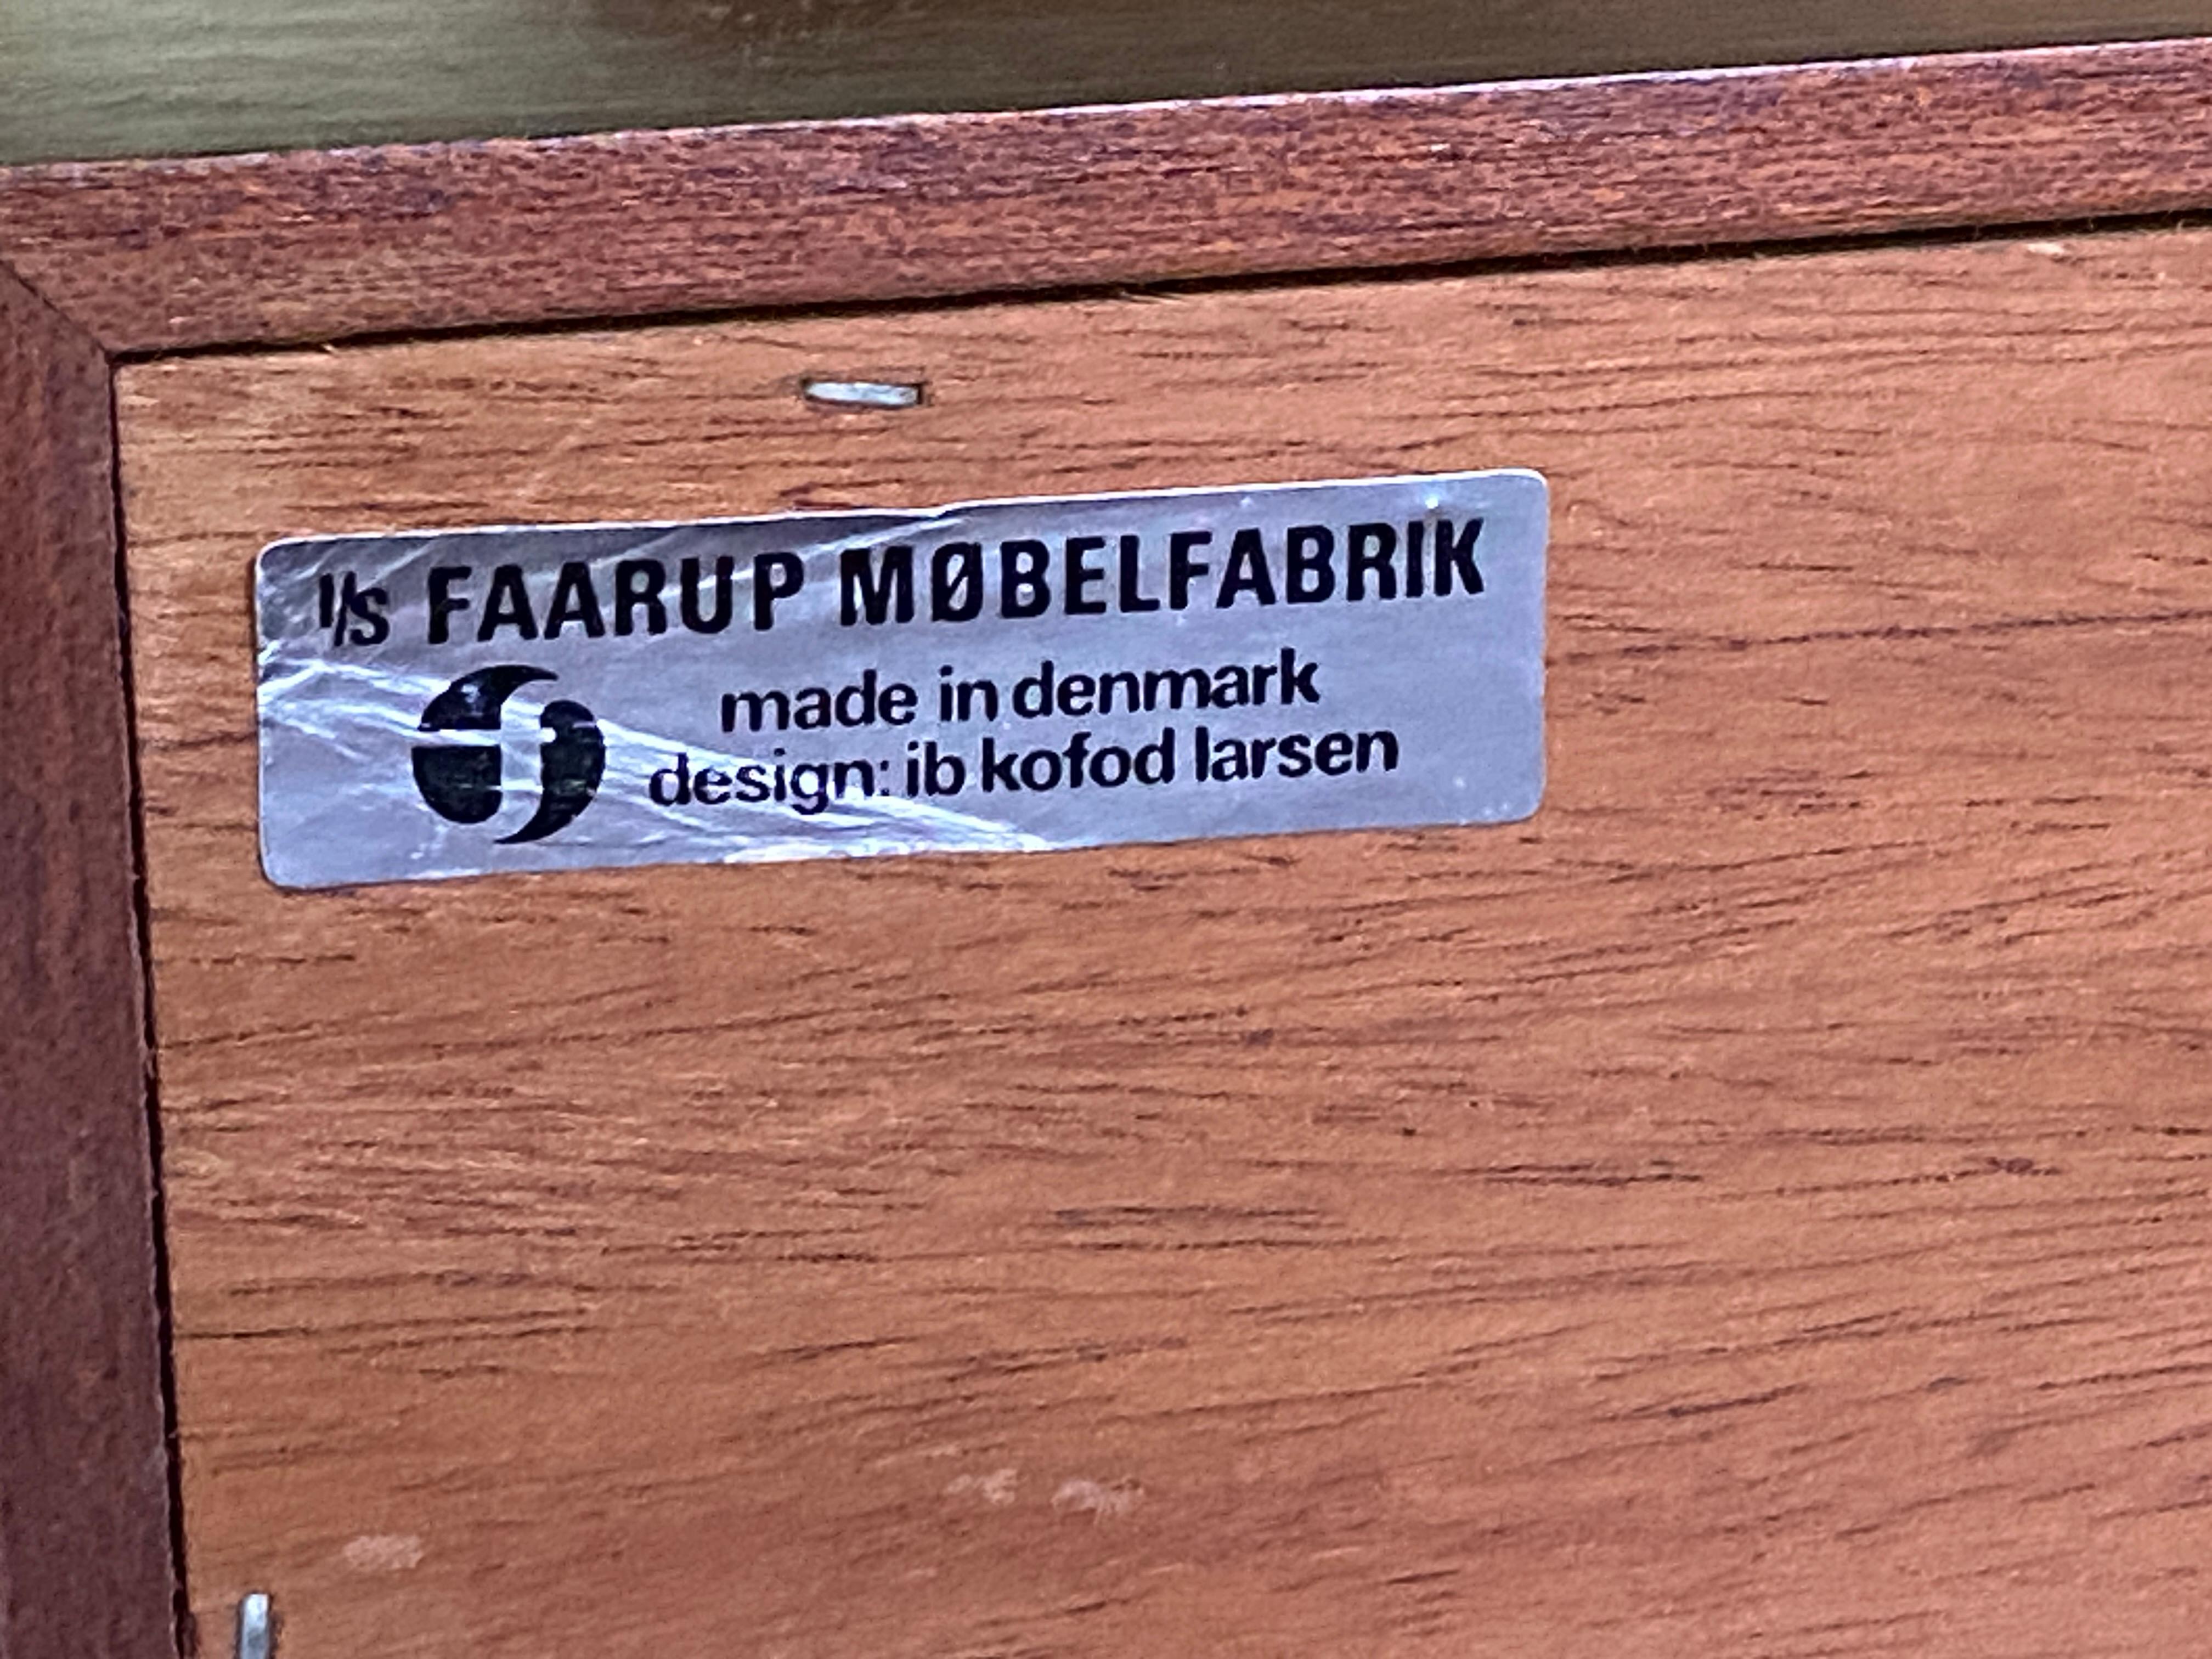 I/S FAARUP MØBELFABRIK
made in denmark
design: ib kofod larsen